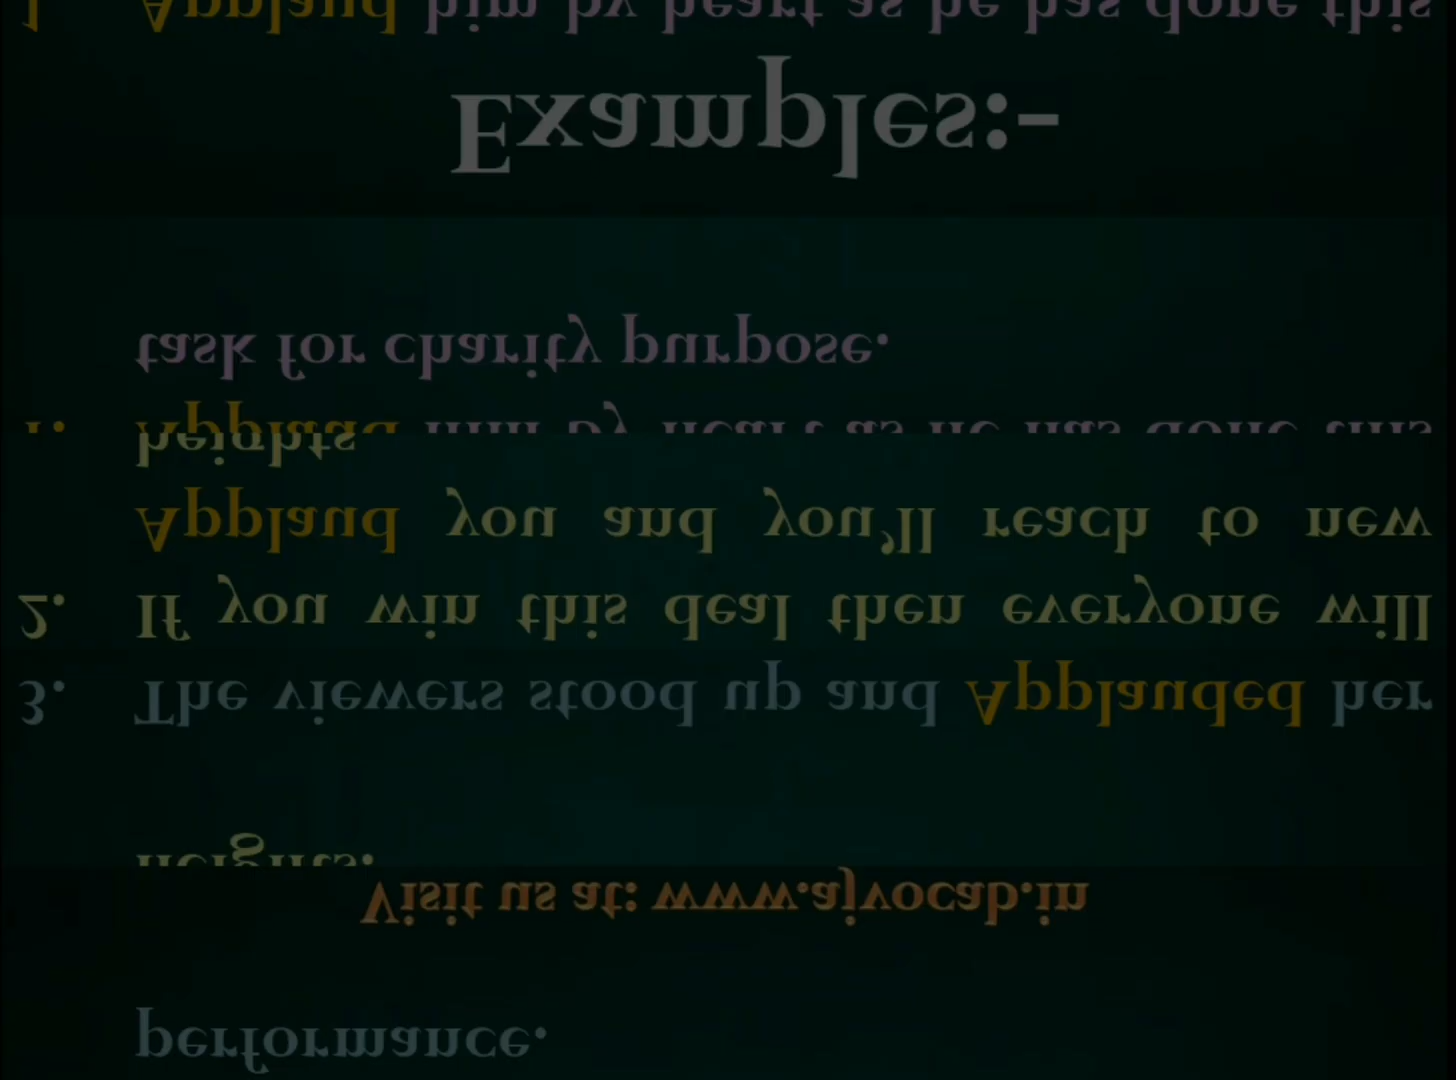 Examples:-
1. Applaud him by heart as he has done this
task for charity purpose.
2. If you win this deal then everyone will
Applaud you and you'll reach to new
heights.
3. The viewers stood up and Applauded her
performance.
Visit us at: www.ajvocab.in